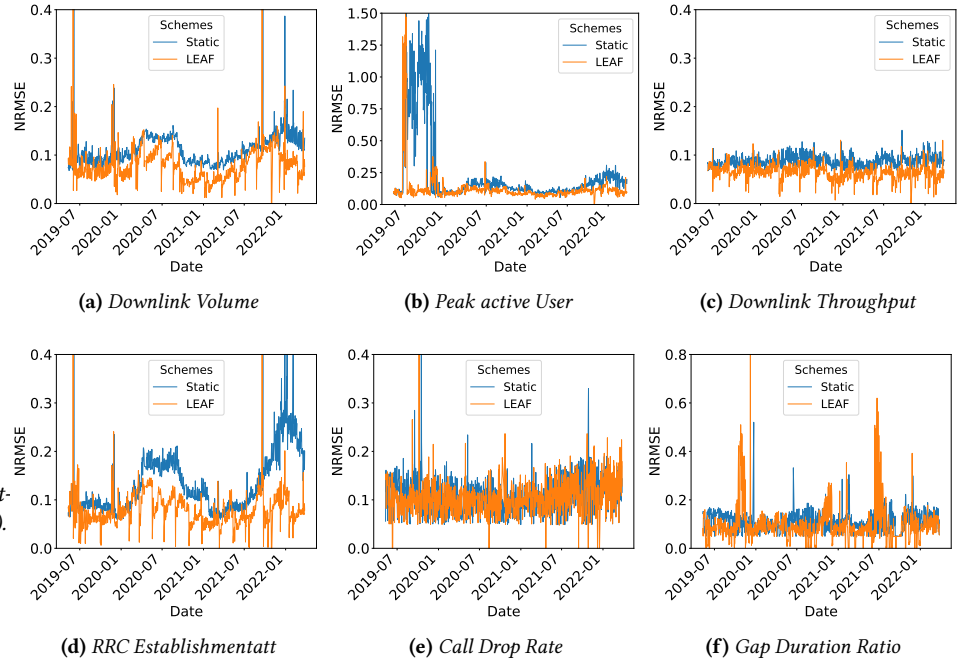 0.4
0.3
0.2
0.1
0.0
NRMSE
Schemes
Static
LEAF
2019-07
2020-01
2020-07
2021-01
2021-07
2022-01
Date
(a) Downlink Volume
1.50
1.25
1.00
0.75
0.50
0.25
0.00
NRMSE
Schemes
Static
LEAF
2019-07
2020-01
2020-07
2021-01
2021-07
2022-01
Date
(b) Peak active User
0.4
0.3
0.2
0.1
0.0
NRMSE
Schemes
Static
LEAF
2019-07
2020-01
2020-07
2021-01
2021-07
2022-01
Date
(c) Downlink Throughput
t-
).
0.4
0.3
0.2
0.1
0.0
NRMSE
Schemes
Static
LEAF
2019-07
2020-01
2020-07
2021-01
2021-07
2022-01
Date
(d) RRC Establishmentatt
0.4
0.3
0.2
0.1
0.0
NRMSE
Schemes
Static
LEAF
2019-07
2020-01
2020-07
2021-01
2021-07
2022-01
Date
(e) Call Drop Rate
0.8
0.6
0.4
0.2
0.0
NRMSE
Schemes
Static
LEAF
2019-07
2020-01
2020-07
2021-01
2021-07
2022-01
Date
(f) Gap Duration Ratio